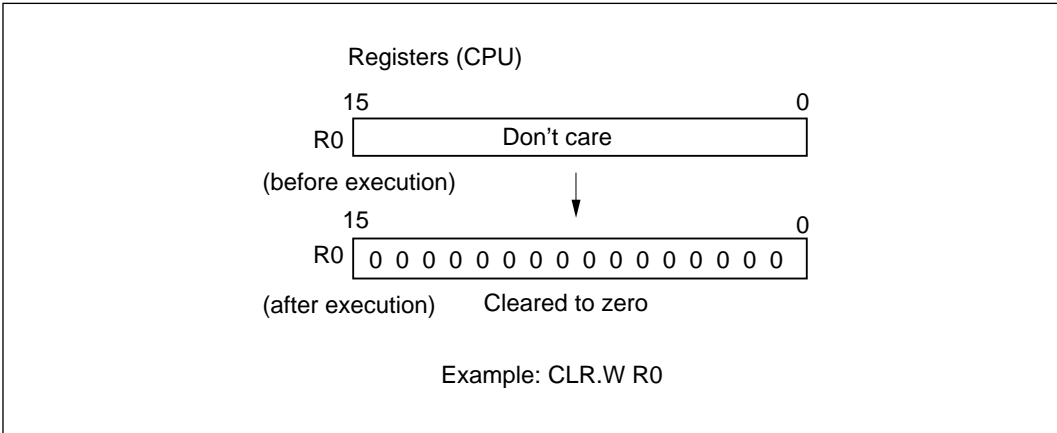 Registers (CPU)
15 0
R0 Don't care
(before execution)
15 0
R0 0 0 0 0 0 0 0 0 0 0 0 0 0 0 0 0
(after execution) Cleared to zero
Example: CLR.W R0